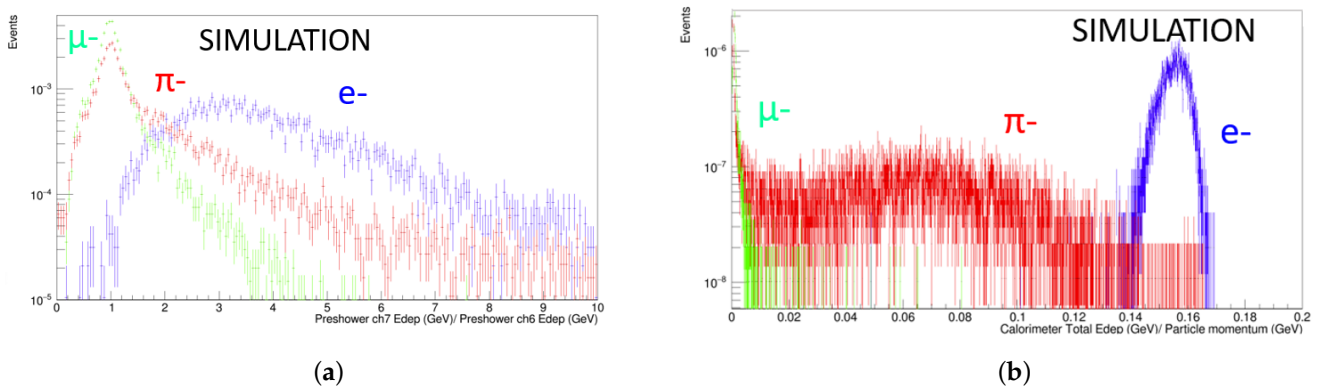 Events
SIMULATION
μ-
π-
e-
10⁻³
10⁻⁴
10⁻⁵
0 1 2 3 4 5 6 7 8 9 10
Preshower ch7 Edep (GeV)/ Preshower ch6 Edep (GeV)
(a)
Events
SIMULATION
10⁻⁶
μ-
π-
e-
10⁻⁷
10⁻⁸
0 0.02 0.04 0.06 0.08 0.1 0.12 0.14 0.16 0.18 0.2
Calorimeter Total Edep (GeV)/ Particle momentum (GeV)
(b)